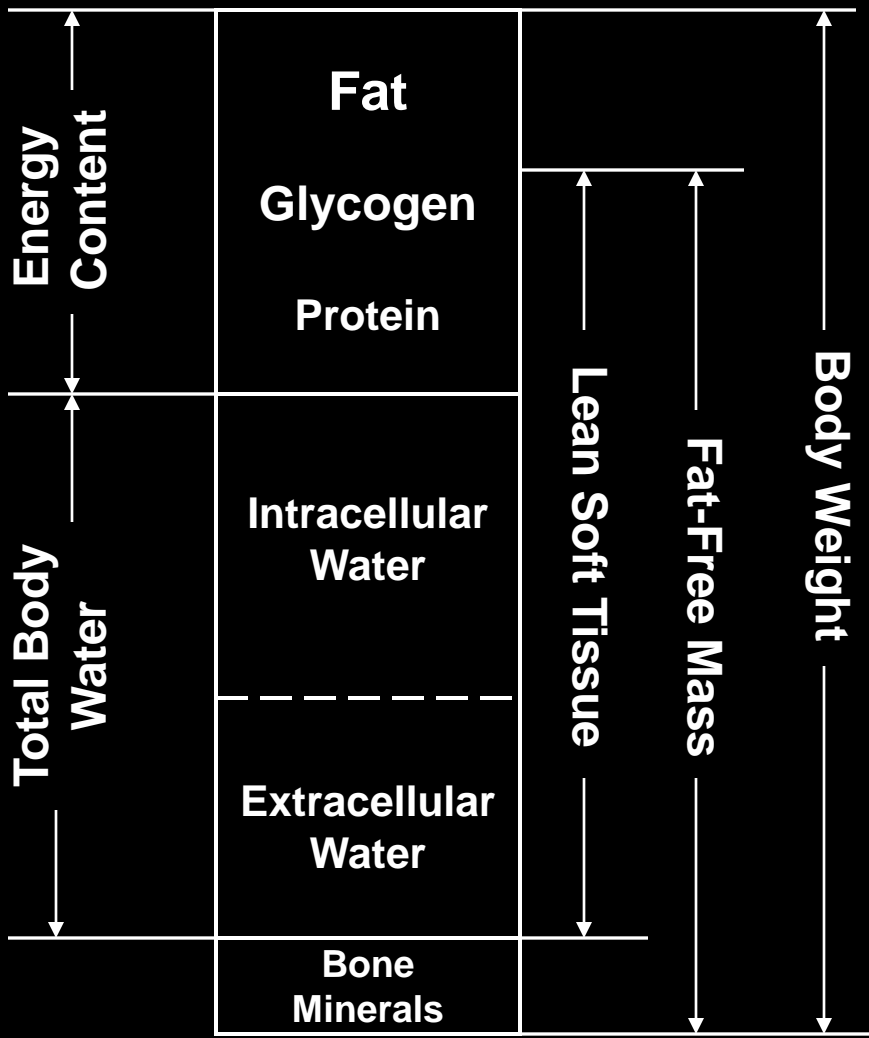 Energy
Content
Total Body
Water
Fat
Glycogen
Protein
Intracellular
Water
Extracellular
Water
Bone
Minerals
Lean Soft Tissue
Fat-Free Mass
Body Weight